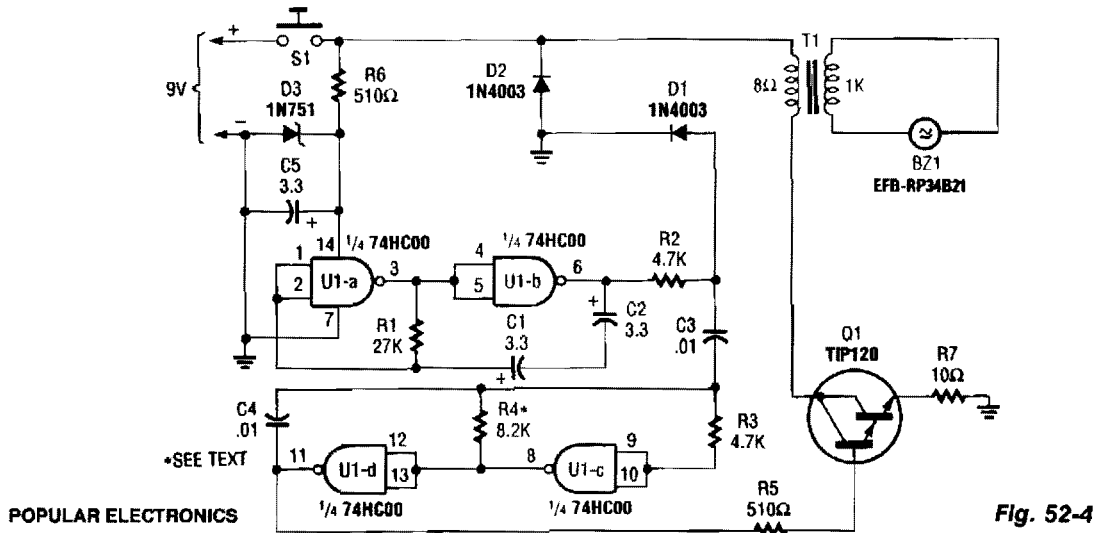 +
S1
9V
−
D3
1N751
R6
510Ω
D2
1N4003
D1
1N4003
T1
8Ω
1K
BZ1
EFB-RP34B21
C5
3.3
+
14
1/4 74HC00
1
2
U1-a
3
7
1/4 74HC00
4
5
U1-b
6
R2
4.7K
R1
27K
C1
3.3
+
+
C2
3.3
C3
.01
Q1
TIP120
R7
10Ω
C4
.01
R4*
8.2K
R3
4.7K
*SEE TEXT
11
U1-d
12
13
1/4 74HC00
8
U1-c
9
10
1/4 74HC00
R5
510Ω
POPULAR ELECTRONICS
Fig. 52-4